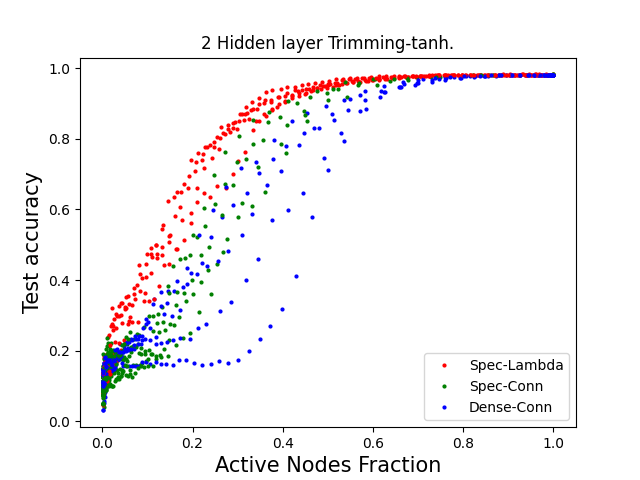 2 Hidden layer Trimming-tanh.
Test accuracy
1.0
0.8
0.6
0.4
0.2
0.0
0.0 0.2 0.4 0.6 0.8 1.0
Active Nodes Fraction
Spec-Lambda
Spec-Conn
Dense-Conn